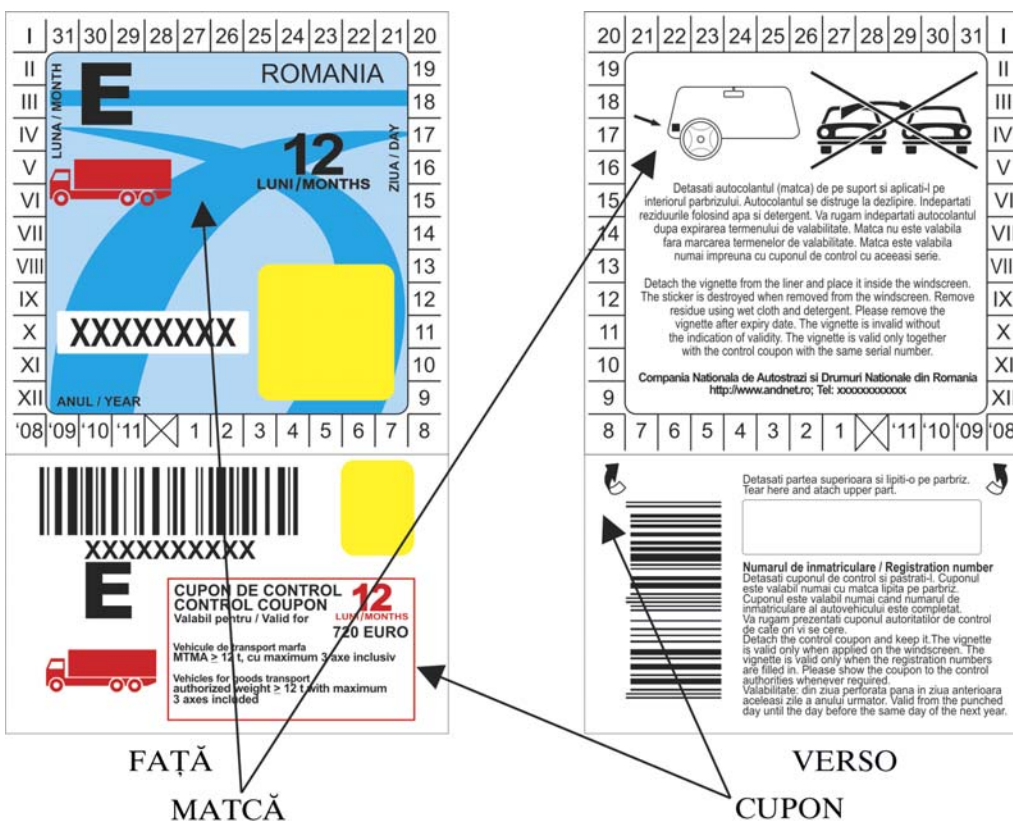 I 31 30 29 28 27 26 25 24 23 22 21 20
II 19
III 18
IV 17
V 16
VI 15
VII 14
VIII 13
IX 12
X 11
XI 10
XII 9
'08 '09 '10 '11 1 2 3 4 5 6 7 8
LUNA / MONTH
E
ROMANIA
12
LUNI/MONTHS
ZIUA / DAY
XXXXXXXX
ANUL / YEAR
XXXXXXXXXX
E
CUPON DE CONTROL
CONTROL COUPON
Valabil pentru / Valid for
12
LUNI/MONTHS
720 EURO
Vehicule de transport marfa
MTMA ≥ 12 t, cu maximum 3 axe inclusiv
Vehicles for goods transport
authorized weight ≥ 12 t with maximum
3 axes included
FAȚĂ
MATCĂ
20 21 22 23 24 25 26 27 28 29 30 31 I
19 II
18 III
17 IV
16 V
15 VI
14 VII
13 VIII
12 IX
11 X
10 XI
9 XII
8 7 6 5 4 3 2 1 '11 '10 '09 '08
Detasati autocolantul (matca) de pe suport si aplicati-l pe
interiorul parbrizului. Autocolantul se distruge la dezlipire. Indepartati
reziduurile folosind apa si detergent. Va rugam indepartati autocolantul
dupa expirarea termenului de valabilitate. Matca nu este valabila
fara marcarea termenelor de valabilitate. Matca este valabila
numai impreuna cu cuponul de control cu aceeasi serie.
Detach the vignette from the liner and place it inside the windscreen.
The sticker is destroyed when removed from the windscreen. Remove
residue using wet cloth and detergent. Please remove the
vignette after expiry date. The vignette is invalid without
the indication of validity. The vignette is valid only together
with the control coupon with the same serial number.
Compania Nationala de Autostrazi si Drumuri Nationale din Romania
http://www.andnet.ro; Tel: xxxxxxxxxxxx
Detasati partea superioara si lipiti-o pe parbriz.
Tear here and atach upper part.
Numarul de inmatriculare / Registration number
Detasati cuponul de control si pastrati-l. Cuponul
este valabil numai cu matca lipita pe parbriz.
Cuponul este valabil numai cand numarul de
inmatriculare al autovehicului este completat.
Va rugam prezentati cuponul autoritatilor de control
de cate ori vi se cere.
Detach the control coupon and keep it.The vignette
is valid only when applied on the windscreen. The
vignette is valid only when the registration numbers
are filled in. Please show the coupon to the control
authorities whenever required.
Valabilitate: din ziua perforata pana in ziua anterioara
aceleasi zile a anului urmator. Valid from the punched
day until the day before the same day of the next year.
VERSO
CUPON